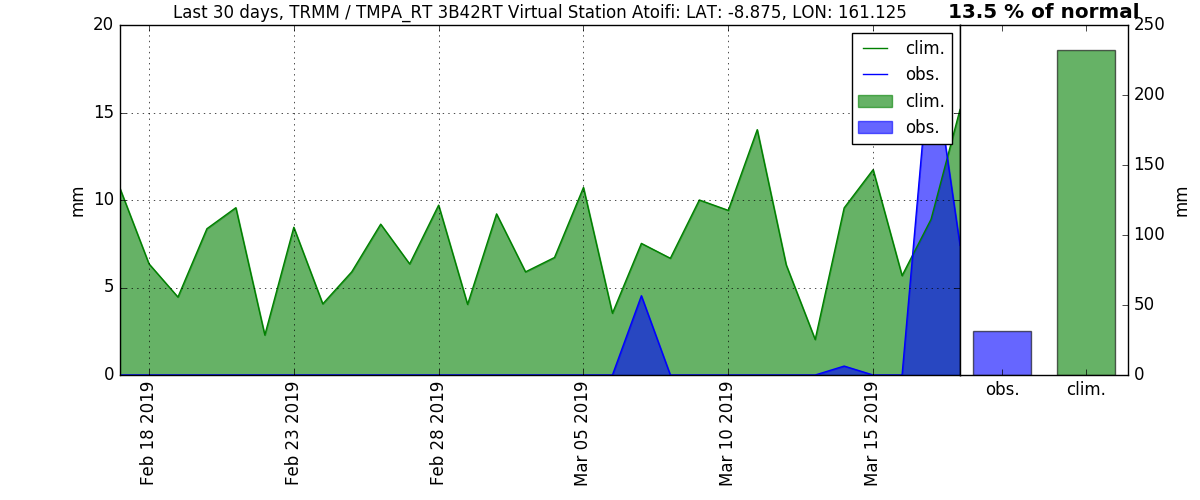 Last 30 days, TRMM / TMPA_RT 3B42RT Virtual Station Atoifi: LAT: -8.875, LON: 161.125
13.5 % of normal
20
15
10
5
0
mm
clim.
obs.
clim.
obs.
Feb 18 2019
Feb 23 2019
Feb 28 2019
Mar 05 2019
Mar 10 2019
Mar 15 2019
250
200
150
100
50
0
mm
obs.
clim.